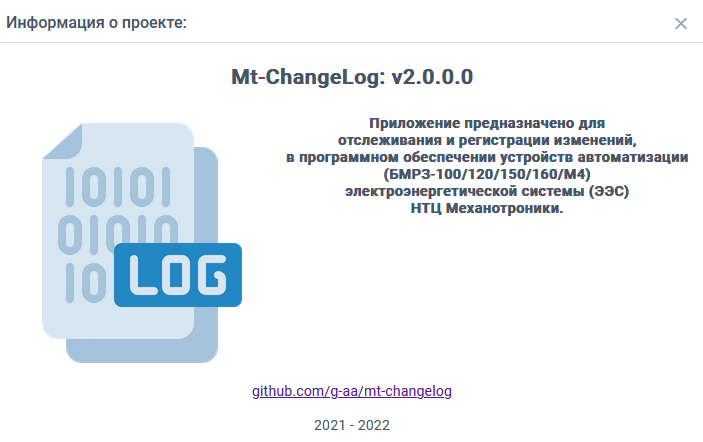 Информация о проекте:
Mt-ChangeLog: v2.0.0.0
Приложение предназначено для
отслеживания и регистрации изменений,
в программном обеспечении устройств автоматизации
(БМРЗ-100/120/150/160/М4)
электроэнергетической системы (ЭЭС)
НТЦ Механотроники.
10101
01010
10
LOG
github.com/g-aa/mt-changelog
2021 - 2022